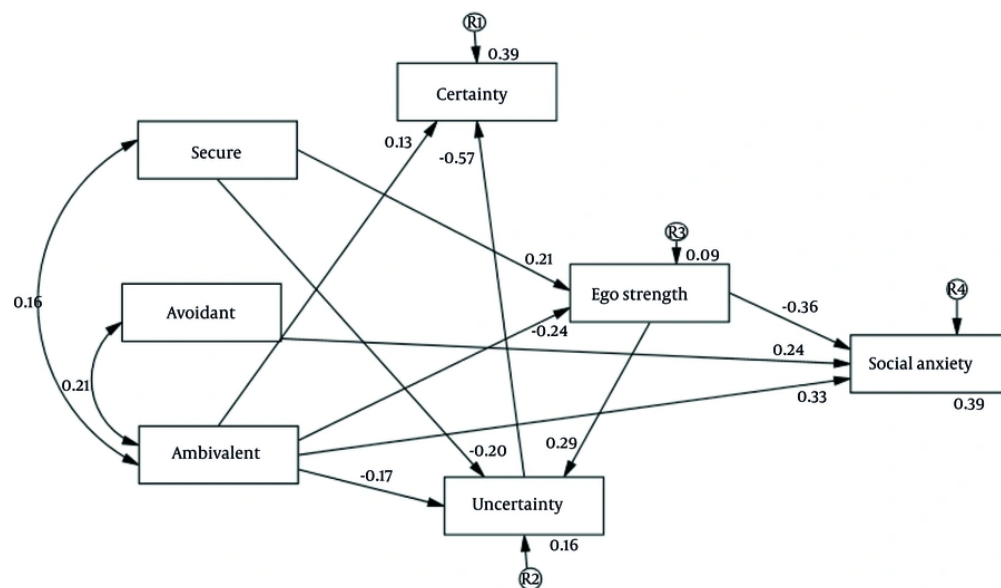 R1
0.39
Certainty
0.13
-0.57
Secure
R3
0.09
0.21
Ego strength
R4
Avoidant
-0.24
-0.36
0.16
0.24
Social anxiety
0.21
0.33
0.39
Ambivalent
-0.20
0.29
-0.17
Uncertainty
0.16
R2